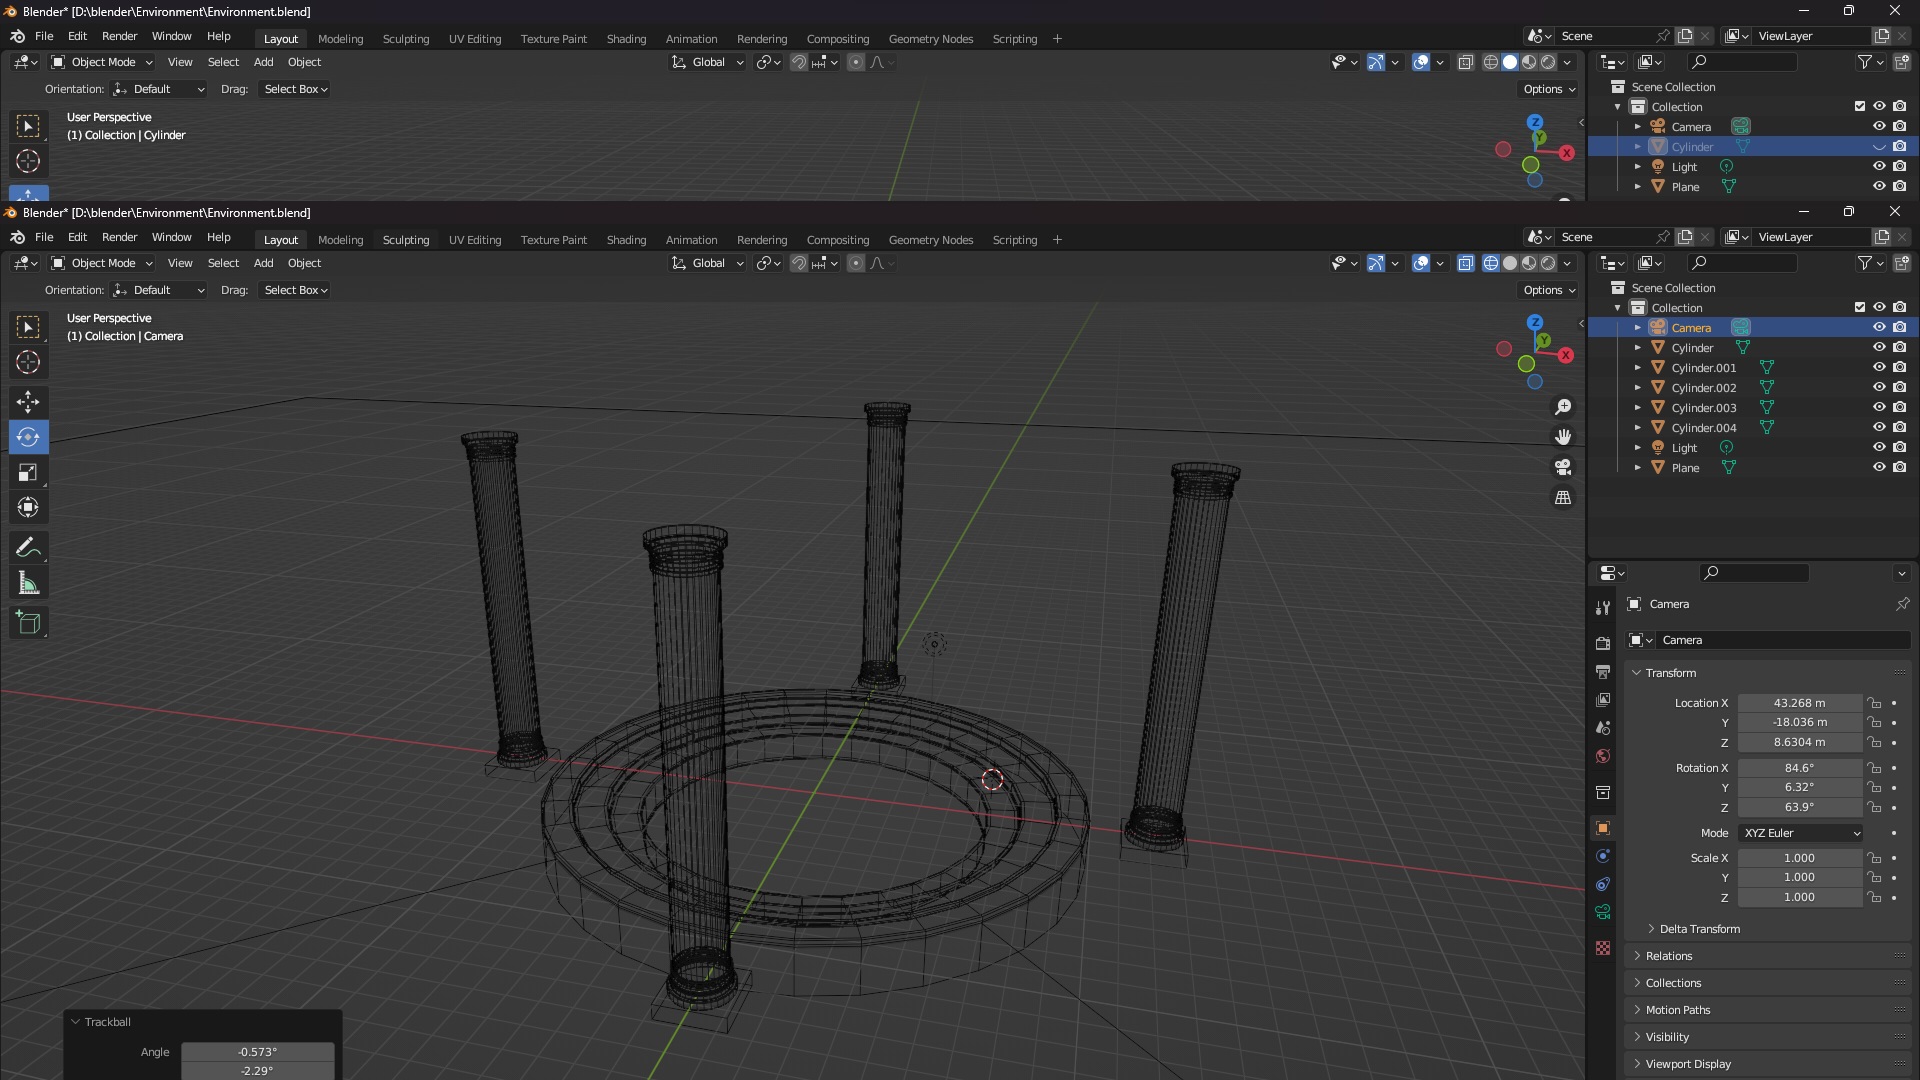 Blender* [D:\blender\Environment\Environment.blend]
File Edit Render Window Help Layout Modeling Sculpting UV Editing Texture Paint Shading Animation Rendering Compositing Geometry Nodes Scripting + Scene ViewLayer
Object Mode View Select Add Object Global
Orientation: Default Drag: Select Box Options
User Perspective
(1) Collection | Cylinder
Z
Y
X
Scene Collection
Collection
Camera
Cylinder
Light
Plane
Blender* [D:\blender\Environment\Environment.blend]
File Edit Render Window Help Layout Modeling Sculpting UV Editing Texture Paint Shading Animation Rendering Compositing Geometry Nodes Scripting + Scene ViewLayer
Object Mode View Select Add Object Global
Orientation: Default Drag: Select Box Options
User Perspective
(1) Collection | Camera
Z
Y
X
Scene Collection
Collection
Camera
Cylinder
Cylinder.001
Cylinder.002
Cylinder.003
Cylinder.004
Light
Plane
Camera
Camera
Transform
Location X 43.268 m
Y -18.036 m
Z 8.6304 m
Rotation X 84.6°
Y 6.32°
Z 63.9°
Mode XYZ Euler
Scale X 1.000
Y 1.000
Z 1.000
Delta Transform
Relations
Collections
Motion Paths
Visibility
Viewport Display
Trackball
Angle -0.573°
-2.29°